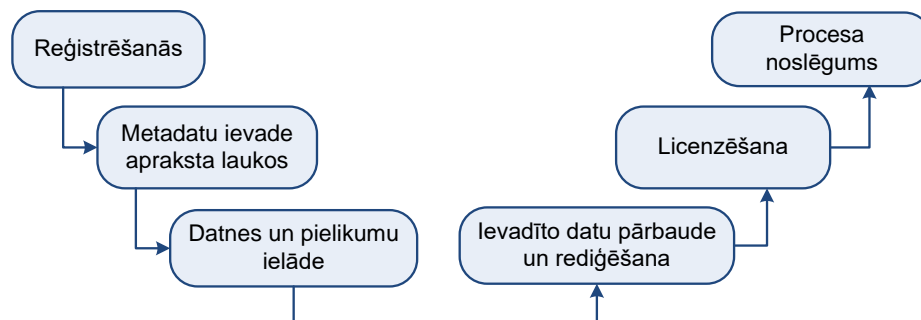 Reģistrēšanās
Metadatu ievade
apraksta laukos
Datnes un pielikumu
ielāde
Ievadīto datu pārbaude
un rediģēšana
Licenzēšana
Procesa
noslēgums